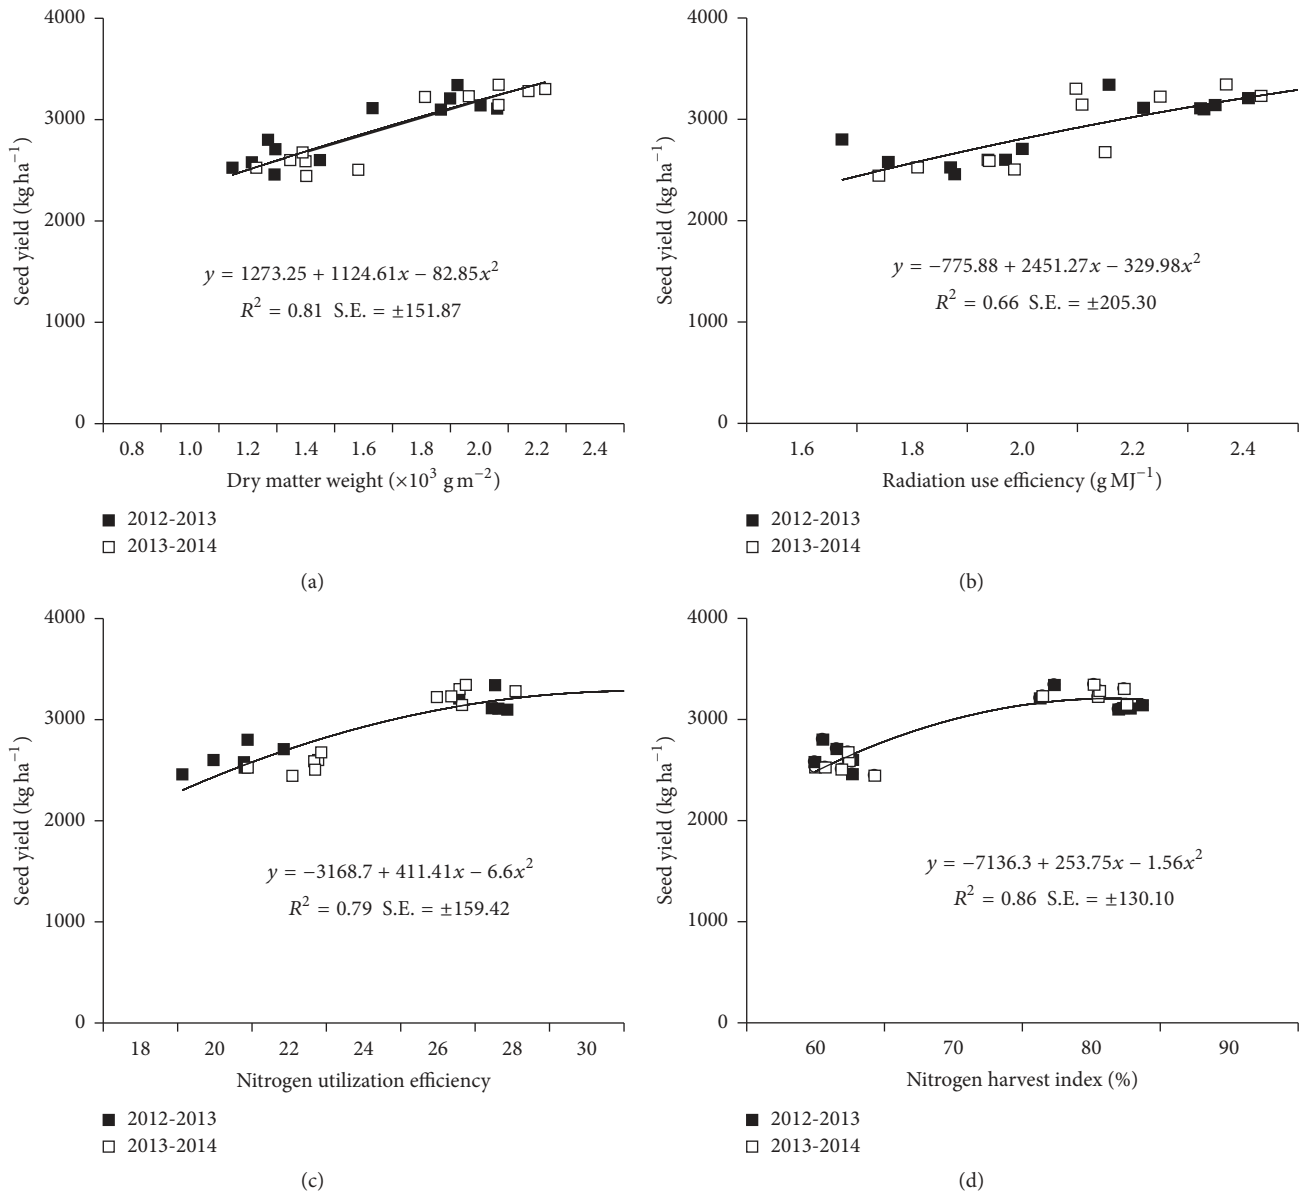 4000
3000
2000
1000
0
Seed yield (kg ha⁻¹)
y = 1273.25 + 1124.61x − 82.85x²
R² = 0.81 S.E. = ±151.87
0.8 1.0 1.2 1.4 1.6 1.8 2.0 2.2 2.4
Dry matter weight (×10³ g m⁻²)
2012-2013
2013-2014
(a)
4000
3000
2000
1000
0
Seed yield (kg ha⁻¹)
y = −775.88 + 2451.27x − 329.98x²
R² = 0.66 S.E. = ±205.30
1.6 1.8 2.0 2.2 2.4
Radiation use efficiency (g MJ⁻¹)
2012-2013
2013-2014
(b)
4000
3000
2000
1000
0
Seed yield (kg ha⁻¹)
y = −3168.7 + 411.41x − 6.6x²
R² = 0.79 S.E. = ±159.42
18 20 22 24 26 28 30
Nitrogen utilization efficiency
2012-2013
2013-2014
(c)
4000
3000
2000
1000
0
Seed yield (kg ha⁻¹)
y = −7136.3 + 253.75x − 1.56x²
R² = 0.86 S.E. = ±130.10
60 70 80 90
Nitrogen harvest index (%)
2012-2013
2013-2014
(d)